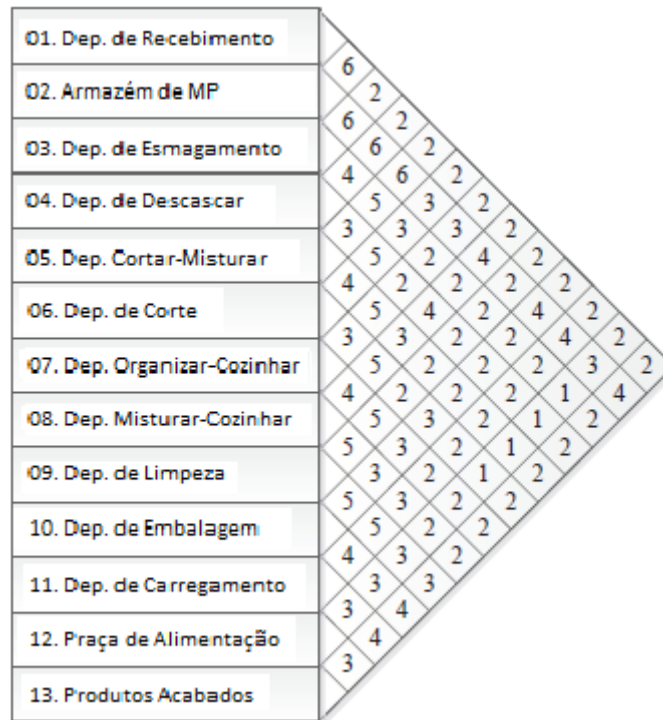 01. Dep. de Recebimento
6
02. Armazém de MP
2
6 2
03. Dep. de Esmagamento
6 2
4 6 2
04. Dep. de Descascar
5 3 2
3 3 3 2
05. Dep. Cortar-Misturar
5 2 4 2
4 2 2 2 2
06. Dep. de Corte
5 4 2 4 2
3 3 2 2 4 2
07. Dep. Organizar-Cozinhar
5 2 2 2 3 2
4 2 2 2 1 4
08. Dep. Misturar-Cozinhar
5 3 2 1 2
5 3 2 1 2
09. Dep. de Limpeza
3 2 1 2
5 3 2 2
10. Dep. de Embalagem
5 2 2
4 3 2
11. Dep. de Carregamento
3 3
3 4
12. Praça de Alimentação
4
3
13. Produtos Acabados